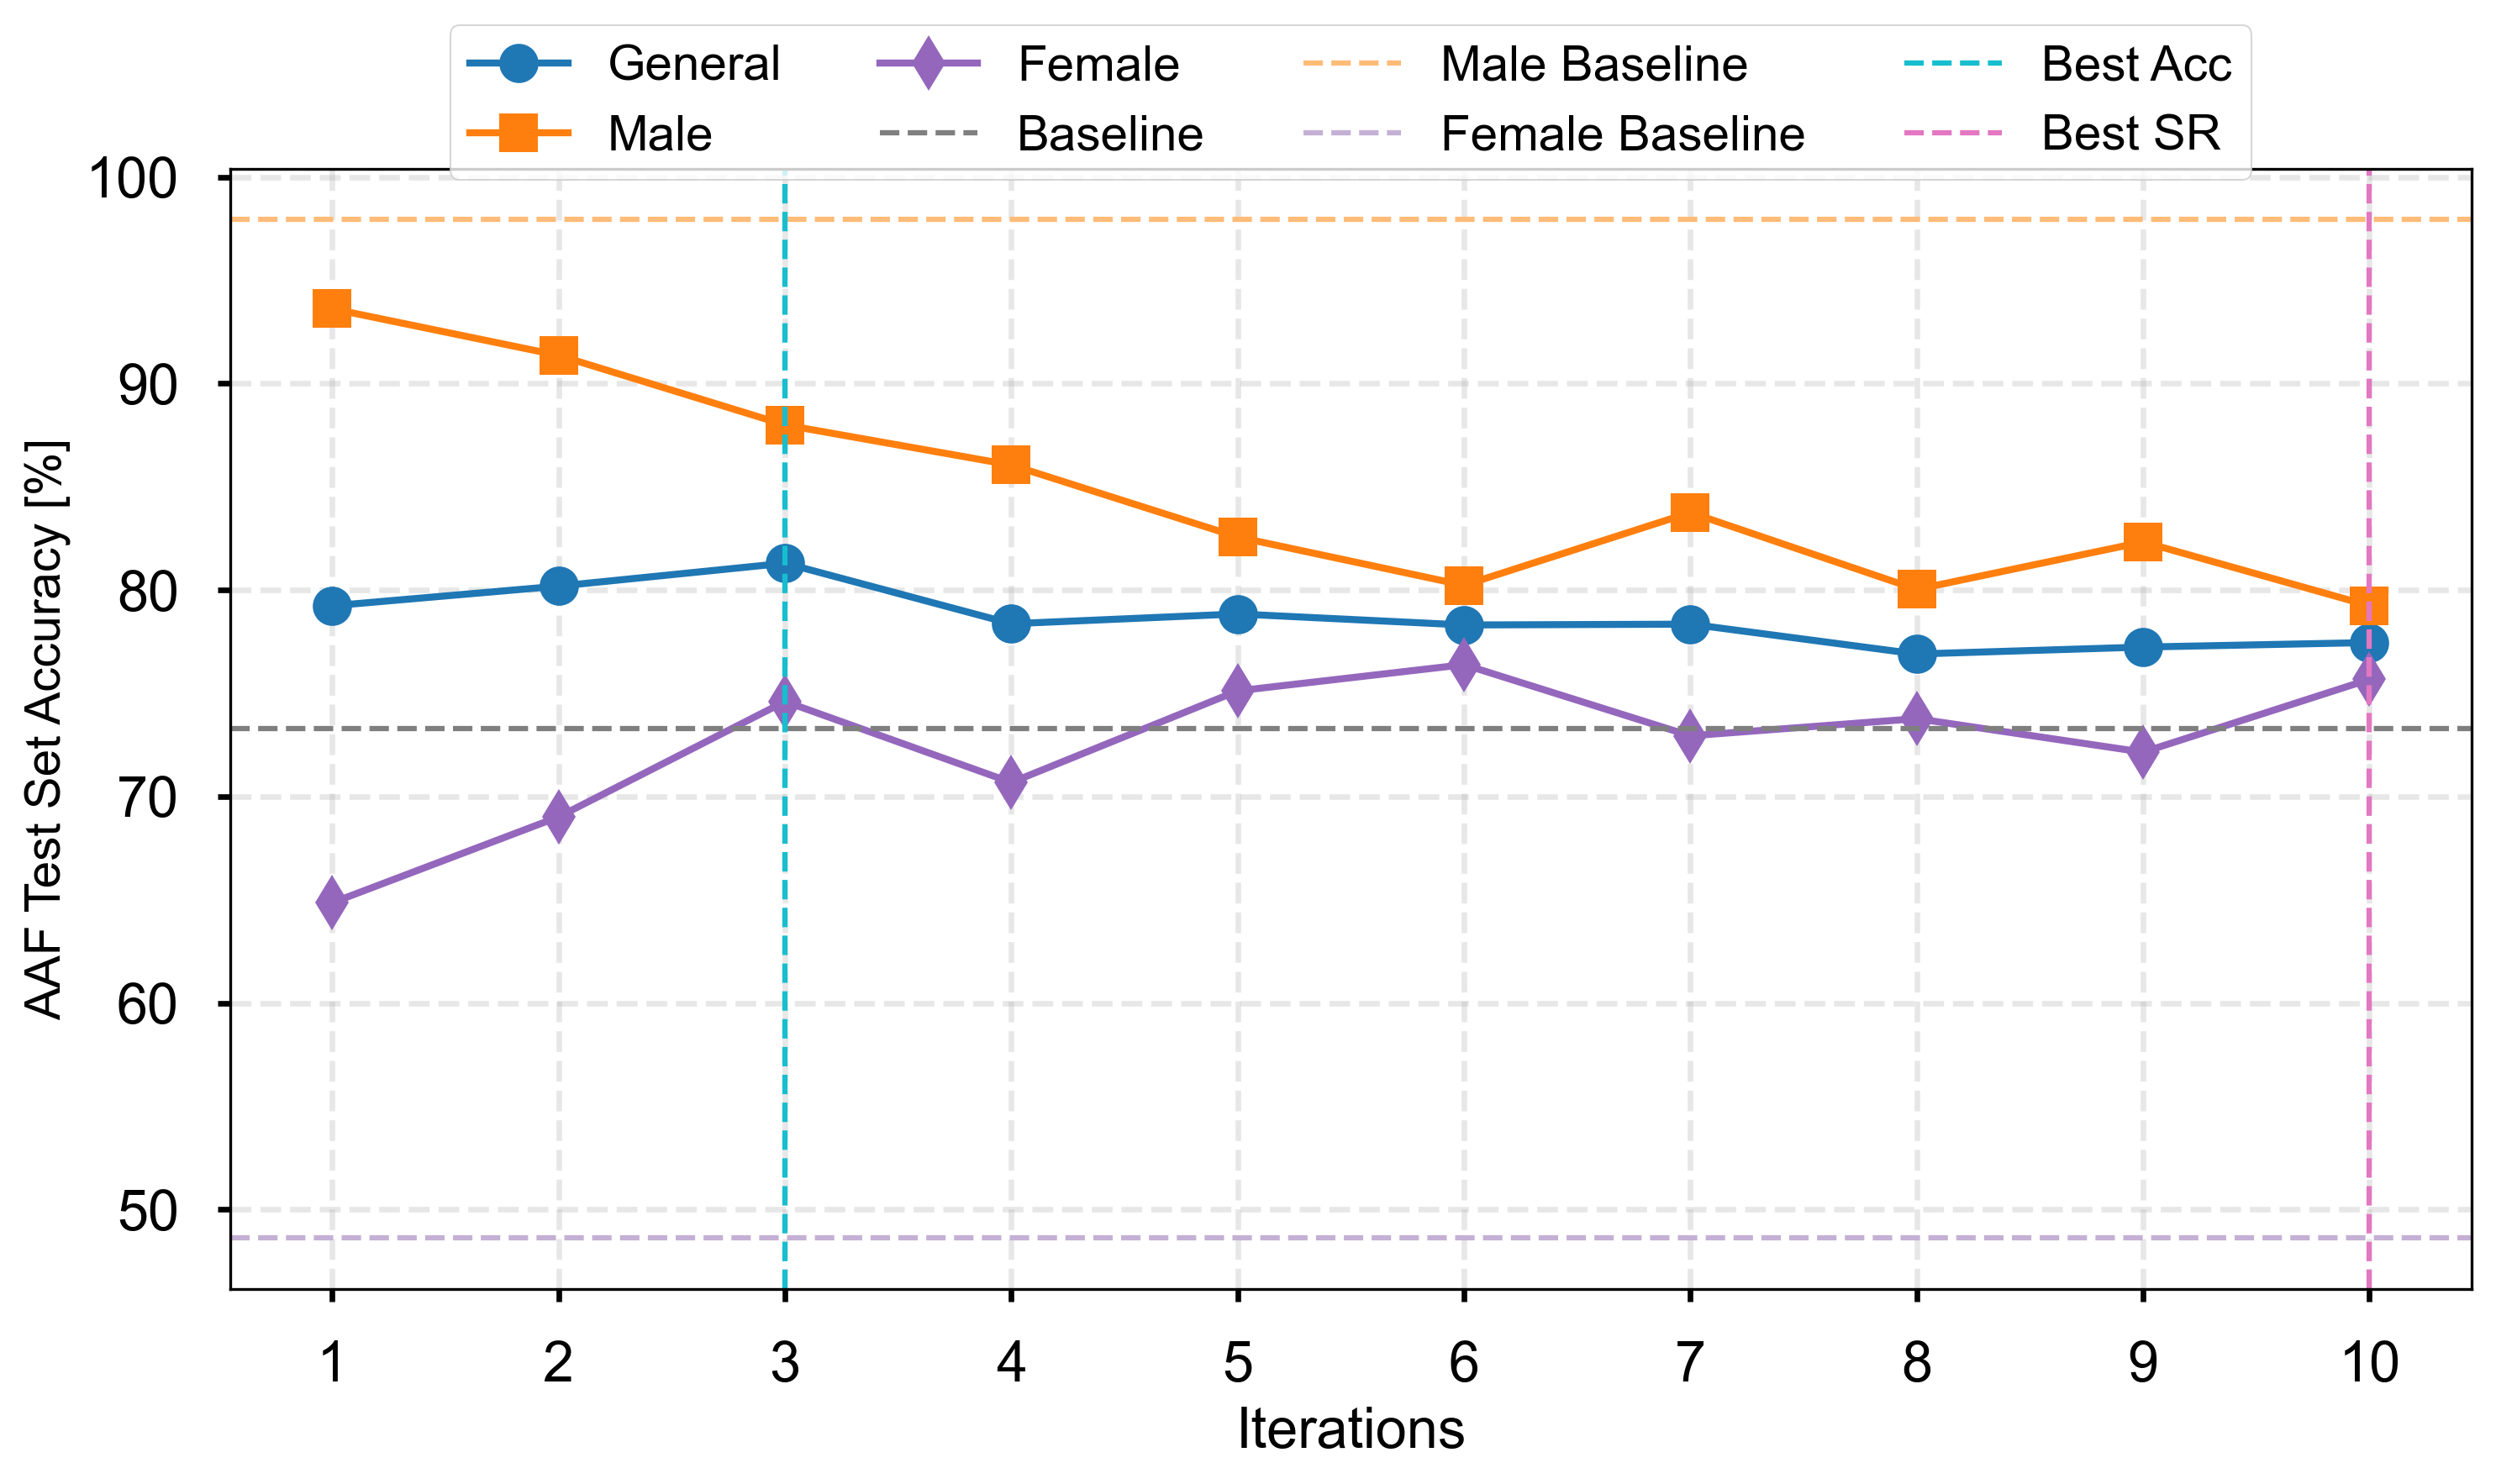 General
Male
Female
Baseline
Male Baseline
Female Baseline
Best Acc
Best SR
AAF Test Set Accuracy [%]
100
90
80
70
60
50
1 2 3 4 5 6 7 8 9 10
Iterations